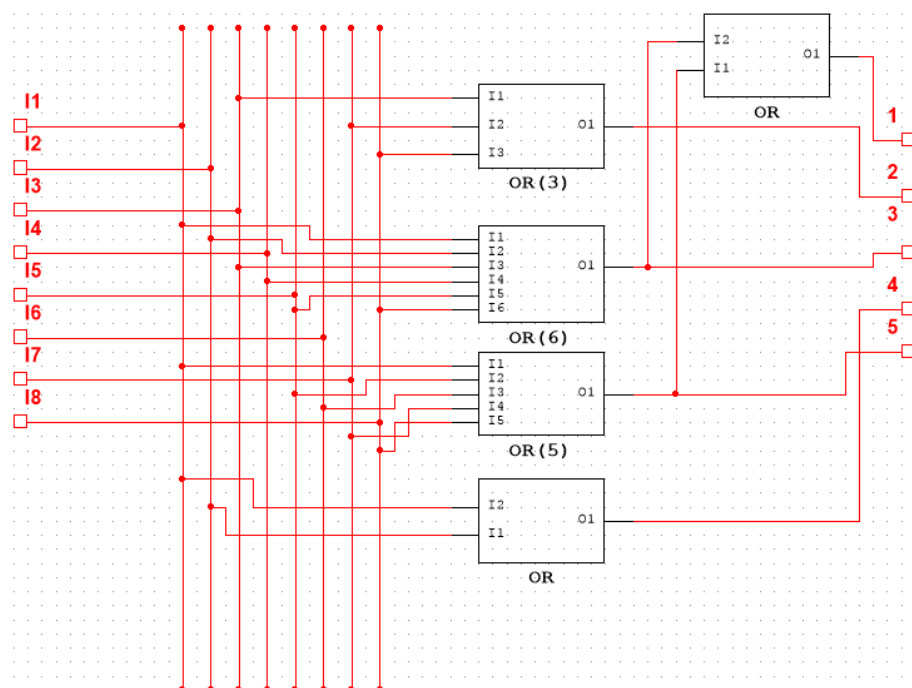 I1
I2
I3
I4
I5
I6
I7
I8
I1
I2
I3
O1
OR(3)
I1
I2
I3
I4
I5
I6
O1
OR(6)
I1
I2
I3
I4
I5
O1
OR(5)
I2
I1
O1
OR
I2
I1
O1
OR
1
2
3
4
5